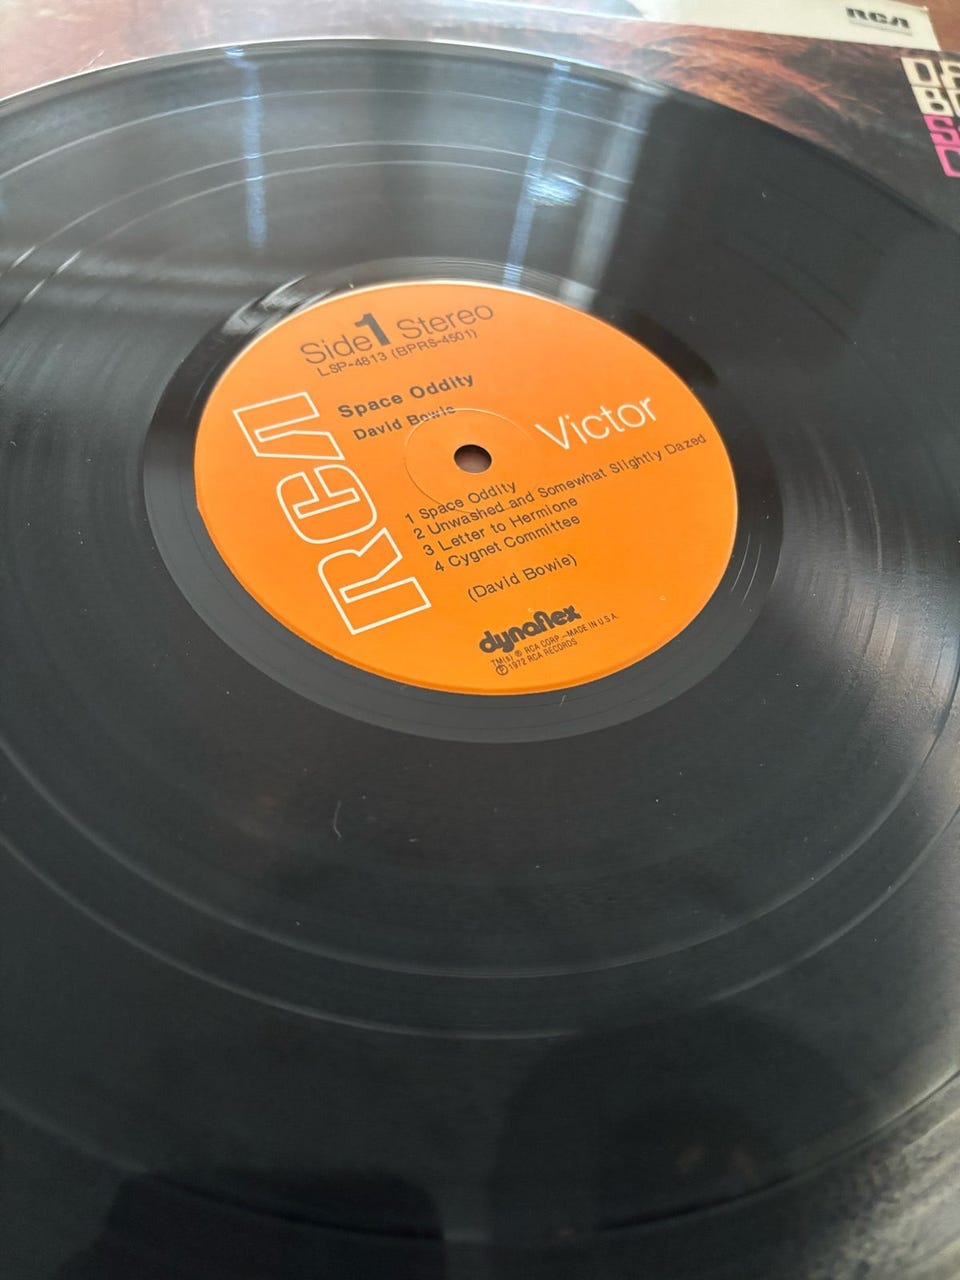 RCA
Side 1 Stereo
LSP-4813 (BPRS-4501)
Space Oddity
David Bowie
RCA
Victor
1 Space Oddity
2 Unwashed and Somewhat Slightly Dazed
3 Letter to Hermione
4 Cygnet Committee
(David Bowie)
dynaflex
TM(s) ® RCA CORP.—MADE IN U.S.A.
℗ 1972 RCA RECORDS